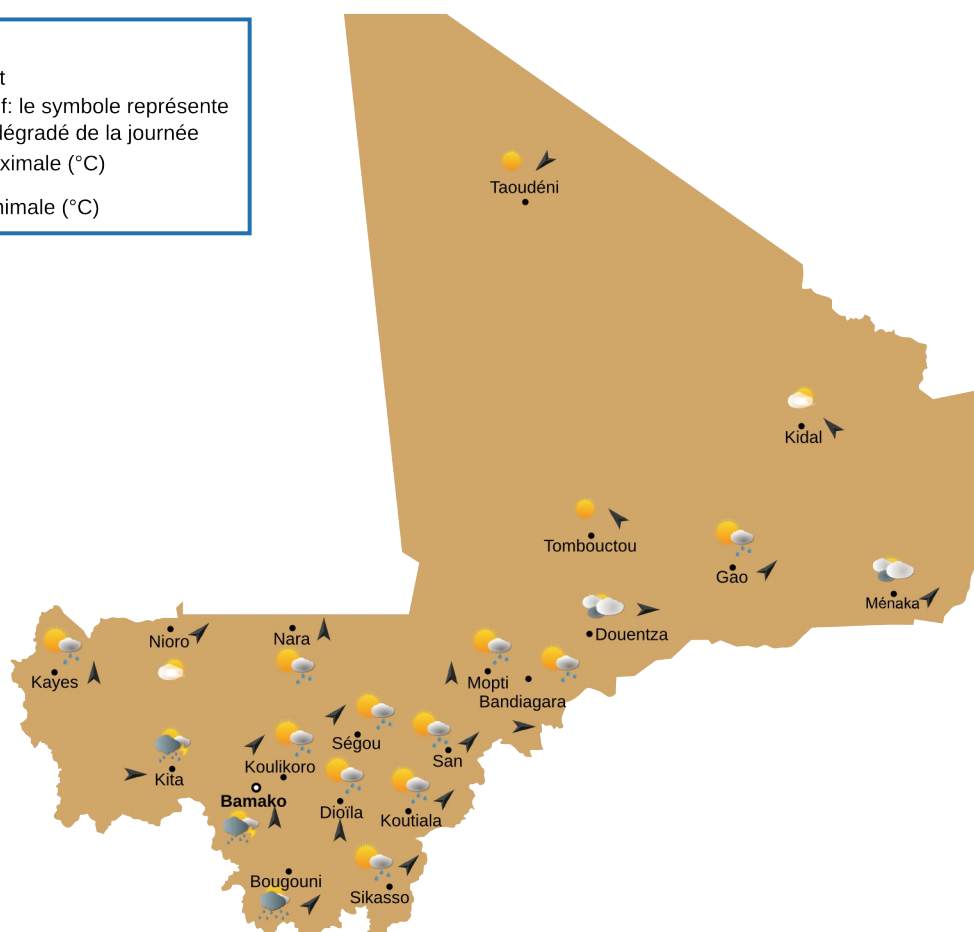 t
f: le symbole représente
dégradé de la journée
ximale (°C)
nimale (°C)
Taoudéni
Kidal
Tombouctou
Gao
Ménaka
Douentza
Nioro
Nara
Kayes
Mopti
Bandiagara
Ségou
San
Koulikoro
Kita
Bamako
Dioïla
Koutiala
Bougouni
Sikasso